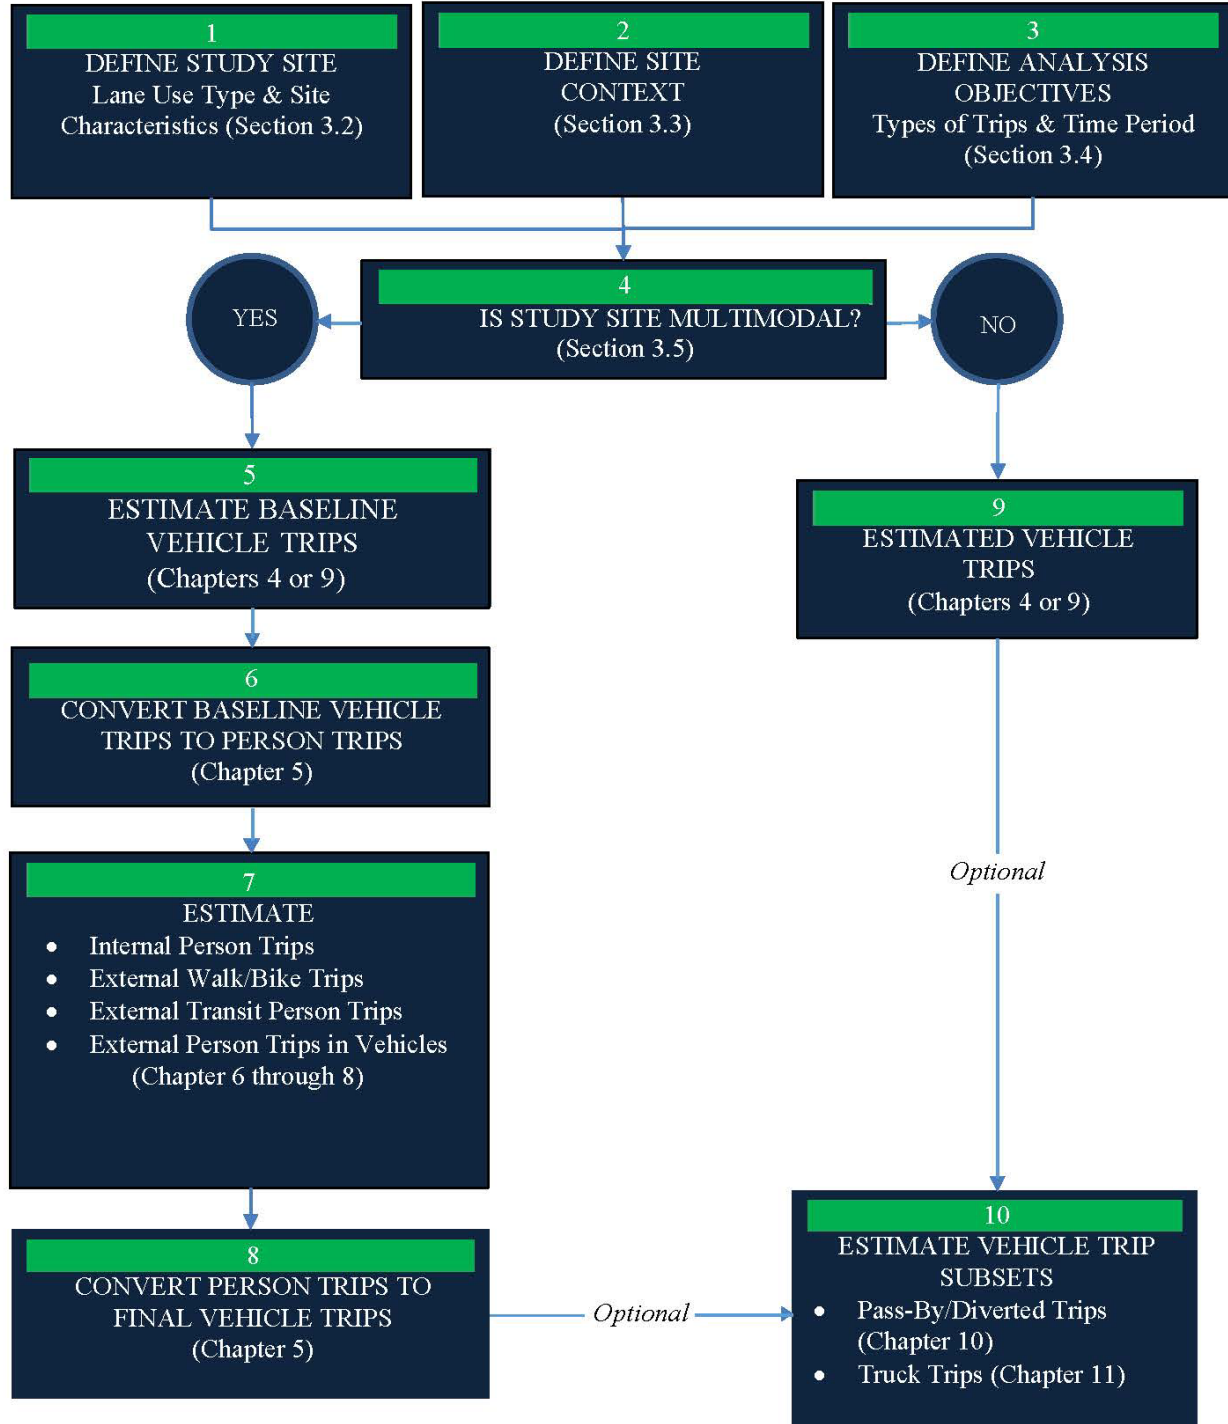 1
DEFINE STUDY SITE
Lane Use Type & Site
Characteristics (Section 3.2)
2
DEFINE SITE
CONTEXT
(Section 3.3)
3
DEFINE ANALYSIS
OBJECTIVES
Types of Trips & Time Period
(Section 3.4)
4
IS STUDY SITE MULTIMODAL?
(Section 3.5)
YES
NO
5
ESTIMATE BASELINE
VEHICLE TRIPS
(Chapters 4 or 9)
6
CONVERT BASELINE VEHICLE
TRIPS TO PERSON TRIPS
(Chapter 5)
7
ESTIMATE
• Internal Person Trips
• External Walk/Bike Trips
• External Transit Person Trips
• External Person Trips in Vehicles
(Chapter 6 through 8)
8
CONVERT PERSON TRIPS TO
FINAL VEHICLE TRIPS
(Chapter 5)
Optional
9
ESTIMATED VEHICLE
TRIPS
(Chapters 4 or 9)
Optional
10
ESTIMATE VEHICLE TRIP
SUBSETS
• Pass-By/Diverted Trips
(Chapter 10)
• Truck Trips (Chapter 11)